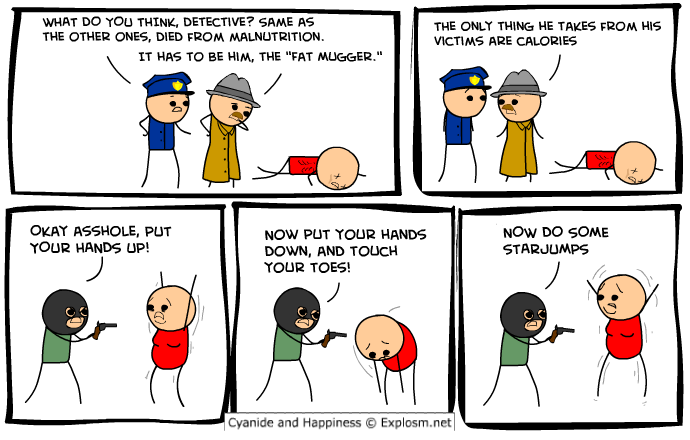 WHAT DO YOU THINK, DETECTIVE? SAME AS
THE OTHER ONES, DIED FROM MALNUTRITION.
IT HAS TO BE HIM, THE "FAT MUGGER."
THE ONLY THING HE TAKES FROM HIS
VICTIMS ARE CALORIES
OKAY ASSHOLE, PUT
YOUR HANDS UP!
NOW PUT YOUR HANDS
DOWN, AND TOUCH
YOUR TOES!
NOW DO SOME
STARJUMPS
Cyanide and Happiness © Explosm.net